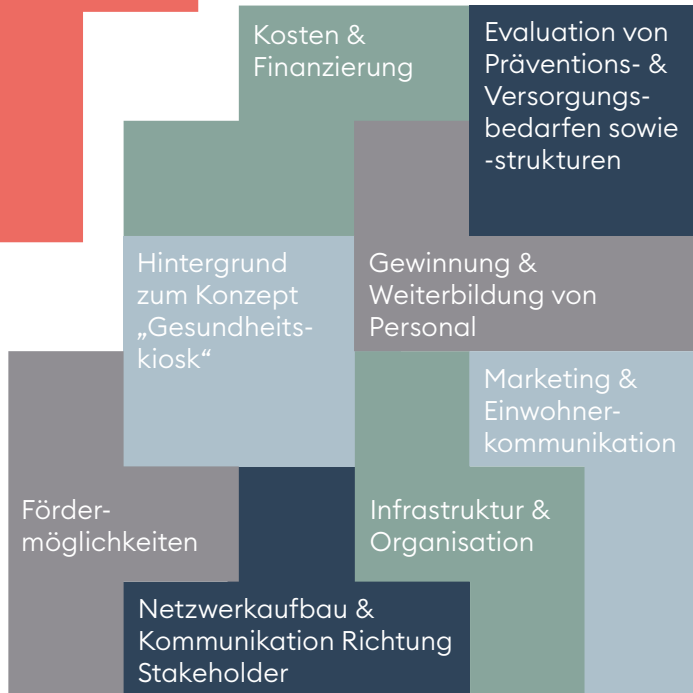 Kosten &
Finanzierung
Evaluation von
Präventions- &
Versorgungs-
bedarfen sowie
-strukturen
Hintergrund
zum Konzept
„Gesundheits-
kiosk“
Gewinnung &
Weiterbildung von
Personal
Marketing &
Einwohner-
kommunikation
Förder-
möglichkeiten
Infrastruktur &
Organisation
Netzwerkaufbau &
Kommunikation Richtung
Stakeholder